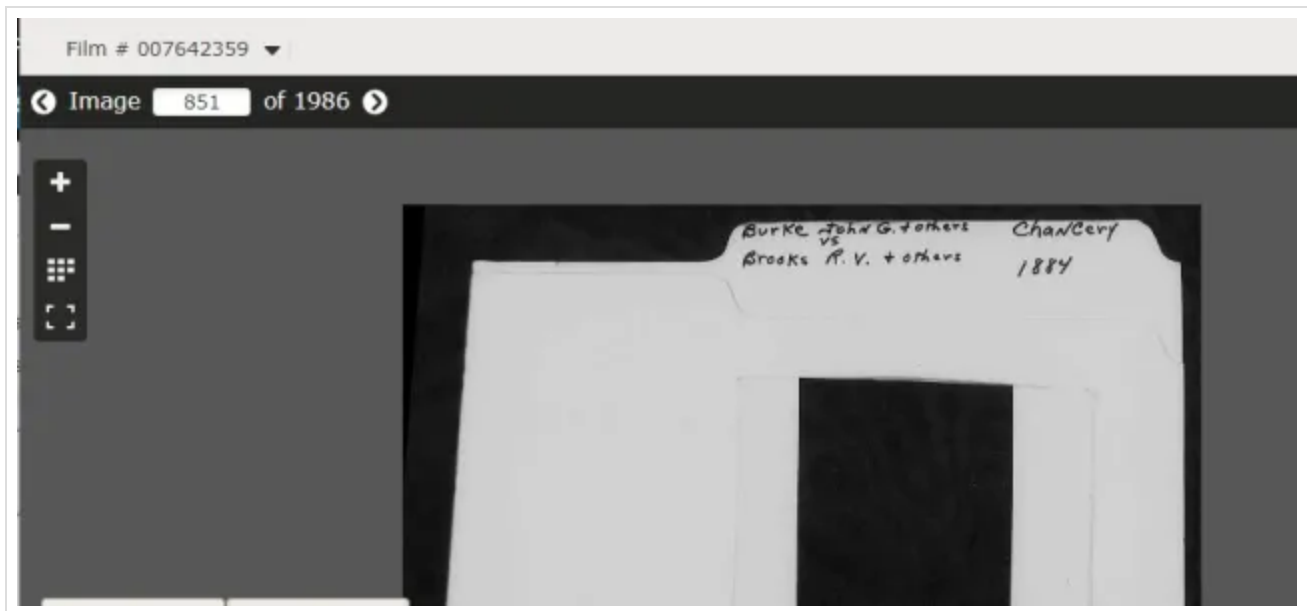 Film # 007642359
Image 851 of 1986
Burke John G. + others Chancery
vs
Brooks R. V. + others 1884